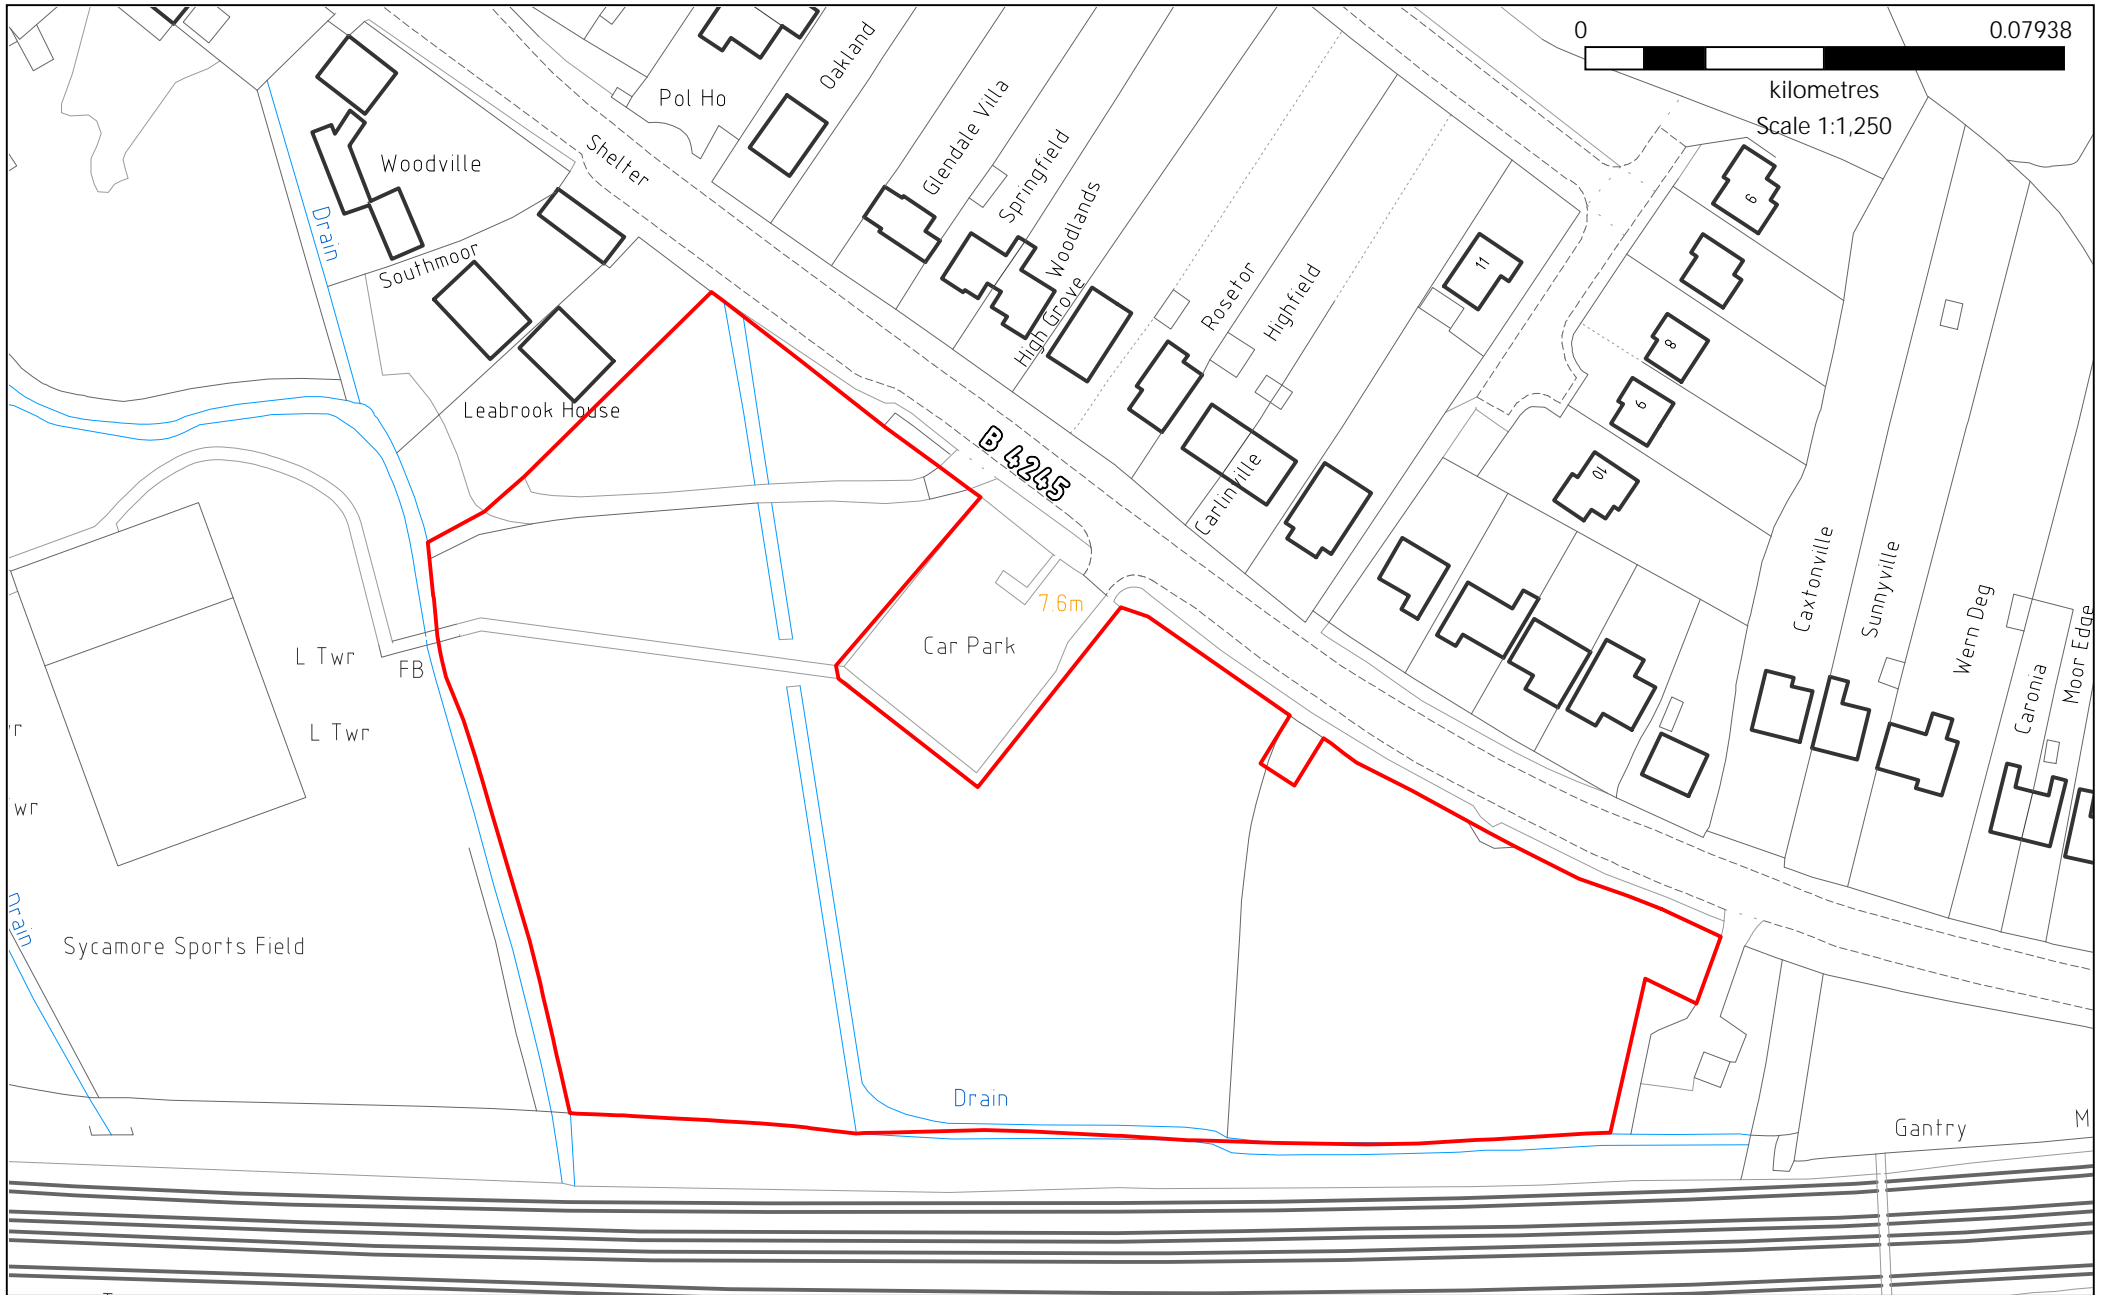 0 0.07938
kilometres
Scale 1:1,250
Oakland
Pol Ho
Glendale Villa
Shelter
Springfield
Woodville
Woodlands
Drain
Southmoor
High Grove
Rosetor
Highfield
11
9
8
6
10
Leabrook House
B 4245
Carlinville
Caxtonville
Sunnyville
Wern Deg
Caronia
Moor Edge
7.6m
Car Park
L Twr
FB
L Twr
wr
Drain
Sycamore Sports Field
Drain
Gantry
M